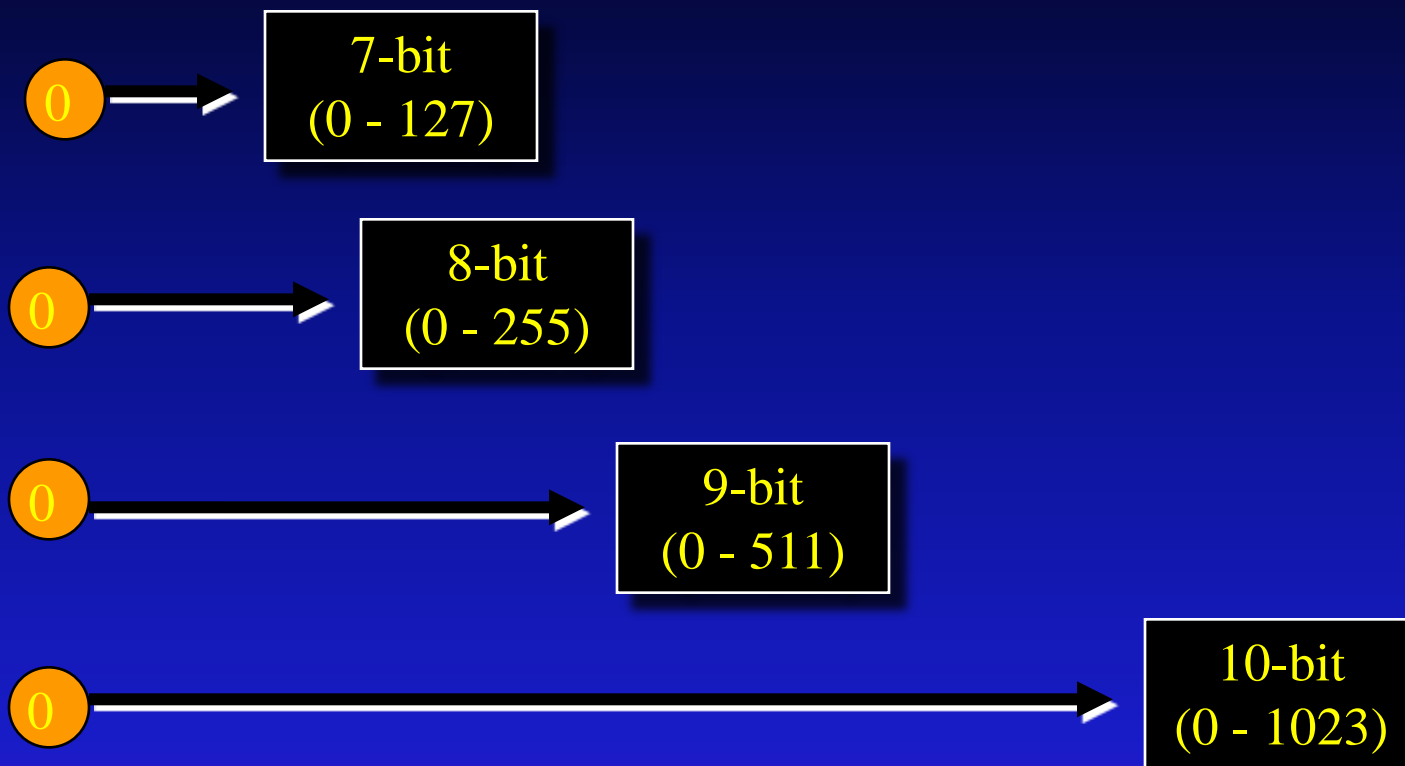 0
7-bit
(0 - 127)
0
8-bit
(0 - 255)
0
9-bit
(0 - 511)
0
10-bit
(0 - 1023)